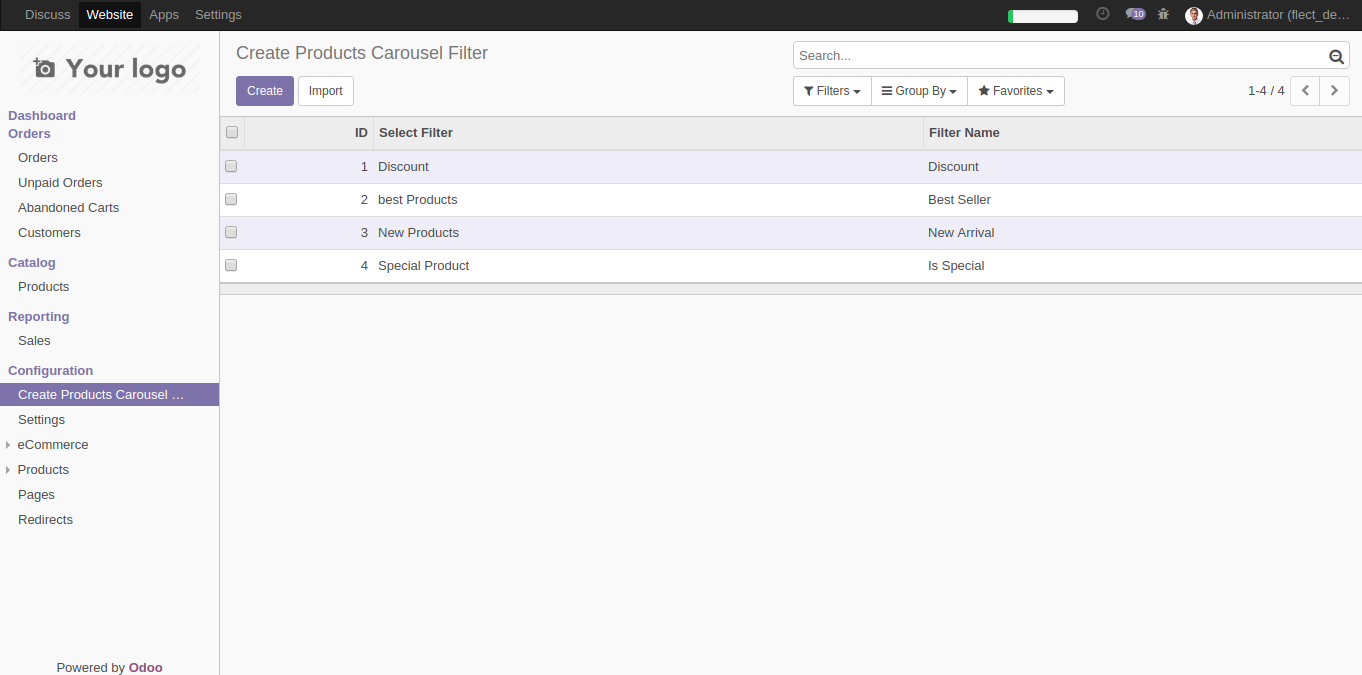 Discuss Website Apps Settings 10 Administrator (flect_de...
Your logo
Dashboard
Orders
Orders
Unpaid Orders
Abandoned Carts
Customers
Catalog
Products
Reporting
Sales
Configuration
Create Products Carousel ...
Settings
eCommerce
Products
Pages
Redirects
Powered by Odoo
Create Products Carousel Filter
Search...
Create Import
Filters Group By Favorites 1-4 / 4
ID Select Filter Filter Name
1 Discount Discount
2 best Products Best Seller
3 New Products New Arrival
4 Special Product Is Special